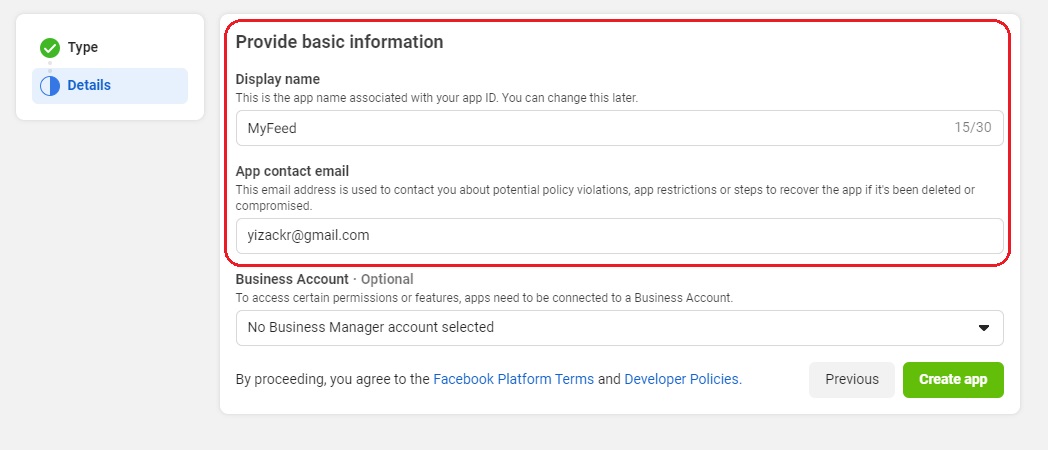 Type
Details
Provide basic information
Display name
This is the app name associated with your app ID. You can change this later.
MyFeed 15/30
App contact email
This email address is used to contact you about potential policy violations, app restrictions or steps to recover the app if it's been deleted or
compromised.
yizackr@gmail.com
Business Account · Optional
To access certain permissions or features, apps need to be connected to a Business Account.
No Business Manager account selected
By proceeding, you agree to the Facebook Platform Terms and Developer Policies. Previous Create app